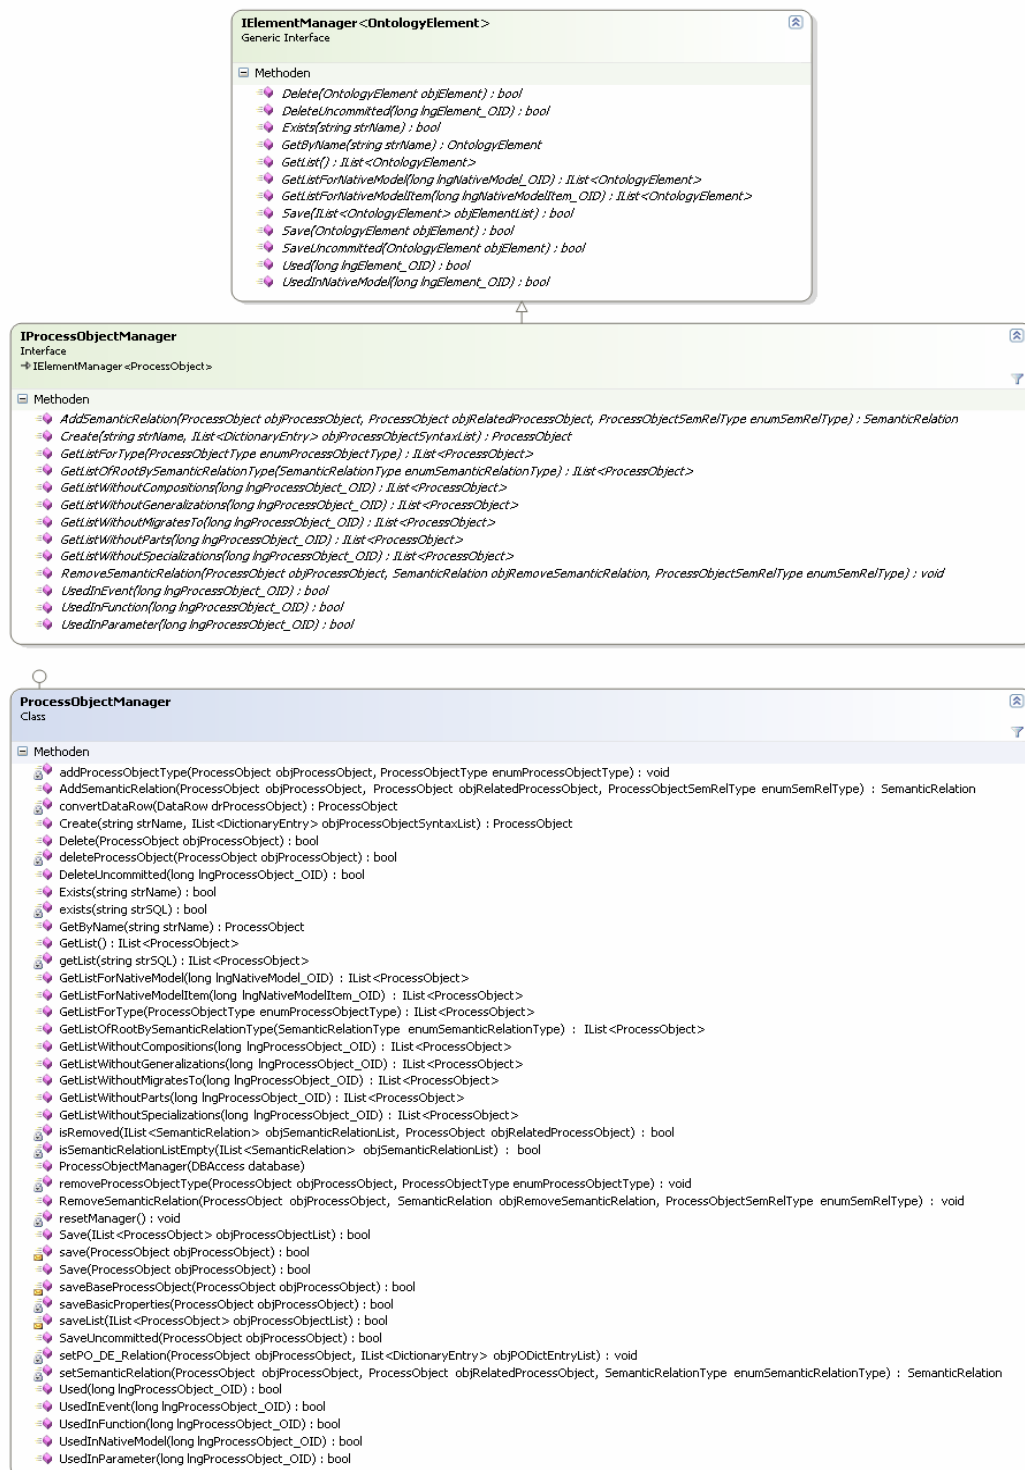 IElementManager<OntologyElement>
Generic Interface
Methoden
Delete(OntologyElement objElement) : bool
DeleteUncommitted(long lngElement_OID) : bool
Exists(string strName) : bool
GetByName(string strName) : OntologyElement
GetList() : IList<OntologyElement>
GetListForNativeModel(long lngNativeModel_OID) : IList<OntologyElement>
GetListForNativeModelItem(long lngNativeModelItem_OID) : IList<OntologyElement>
Save(IList<OntologyElement> objElementList) : bool
Save(OntologyElement objElement) : bool
SaveUncommitted(OntologyElement objElement) : bool
Used(long lngElement_OID) : bool
UsedInNativeModel(long lngElement_OID) : bool
IProcessObjectManager
Interface
IElementManager<ProcessObject>
Methoden
AddSemanticRelation(ProcessObject objProcessObject, ProcessObject objRelatedProcessObject, ProcessObjectSemRelType enumSemRelType) : SemanticRelation
Create(string strName, IList<DictionaryEntry> objProcessObjectSyntaxList) : ProcessObject
GetListForType(ProcessObjectType enumProcessObjectType) : IList<ProcessObject>
GetListOfRootBySemanticRelationType(SemanticRelationType enumSemanticRelationType) : IList<ProcessObject>
GetListWithoutCompositions(long lngProcessObject_OID) : IList<ProcessObject>
GetListWithoutGeneralizations(long lngProcessObject_OID) : IList<ProcessObject>
GetListWithoutMigratesTo(long lngProcessObject_OID) : IList<ProcessObject>
GetListWithoutParts(long lngProcessObject_OID) : IList<ProcessObject>
GetListWithoutSpecializations(long lngProcessObject_OID) : IList<ProcessObject>
RemoveSemanticRelation(ProcessObject objProcessObject, SemanticRelation objRemoveSemanticRelation, ProcessObjectSemRelType enumSemRelType) : void
UsedInEvent(long lngProcessObject_OID) : bool
UsedInFunction(long lngProcessObject_OID) : bool
UsedInParameter(long lngProcessObject_OID) : bool
ProcessObjectManager
Class
Methoden
addProcessObjectType(ProcessObject objProcessObject, ProcessObjectType enumProcessObjectType) : void
AddSemanticRelation(ProcessObject objProcessObject, ProcessObject objRelatedProcessObject, ProcessObjectSemRelType enumSemRelType) : SemanticRelation
convertDataRow(DataRow drProcessObject) : ProcessObject
Create(string strName, IList<DictionaryEntry> objProcessObjectSyntaxList) : ProcessObject
Delete(ProcessObject objProcessObject) : bool
deleteProcessObject(ProcessObject objProcessObject) : bool
DeleteUncommitted(long lngProcessObject_OID) : bool
Exists(string strName) : bool
exists(string strSQL) : bool
GetByName(string strName) : ProcessObject
GetList() : IList<ProcessObject>
getList(string strSQL) : IList<ProcessObject>
GetListForNativeModel(long lngNativeModel_OID) : IList<ProcessObject>
GetListForNativeModelItem(long lngNativeModelItem_OID) : IList<ProcessObject>
GetListForType(ProcessObjectType enumProcessObjectType) : IList<ProcessObject>
GetListOfRootBySemanticRelationType(SemanticRelationType enumSemanticRelationType) : IList<ProcessObject>
GetListWithoutCompositions(long lngProcessObject_OID) : IList<ProcessObject>
GetListWithoutGeneralizations(long lngProcessObject_OID) : IList<ProcessObject>
GetListWithoutMigratesTo(long lngProcessObject_OID) : IList<ProcessObject>
GetListWithoutParts(long lngProcessObject_OID) : IList<ProcessObject>
GetListWithoutSpecializations(long lngProcessObject_OID) : IList<ProcessObject>
isRemoved(IList<SemanticRelation> objSemanticRelationList, ProcessObject objRelatedProcessObject) : bool
isSemanticRelationListEmpty(IList<SemanticRelation> objSemanticRelationList) : bool
ProcessObjectManager(DBAccess database)
removeProcessObjectType(ProcessObject objProcessObject, ProcessObjectType enumProcessObjectType) : void
RemoveSemanticRelation(ProcessObject objProcessObject, SemanticRelation objRemoveSemanticRelation, ProcessObjectSemRelType enumSemRelType) : void
resetManager() : void
Save(IList<ProcessObject> objProcessObjectList) : bool
save(ProcessObject objProcessObject) : bool
Save(ProcessObject objProcessObject) : bool
saveBaseProcessObject(ProcessObject objProcessObject) : bool
saveBasicProperties(ProcessObject objProcessObject) : bool
saveList(IList<ProcessObject> objProcessObjectList) : bool
SaveUncommitted(ProcessObject objProcessObject) : bool
setPO_DE_Relation(ProcessObject objProcessObject, IList<DictionaryEntry> objPODictEntryList) : void
setSemanticRelation(ProcessObject objProcessObject, ProcessObject objRelatedProcessObject, SemanticRelationType enumSemanticRelationType) : SemanticRelation
Used(long lngProcessObject_OID) : bool
UsedInEvent(long lngProcessObject_OID) : bool
UsedInFunction(long lngProcessObject_OID) : bool
UsedInNativeModel(long lngProcessObject_OID) : bool
UsedInParameter(long lngProcessObject_OID) : bool